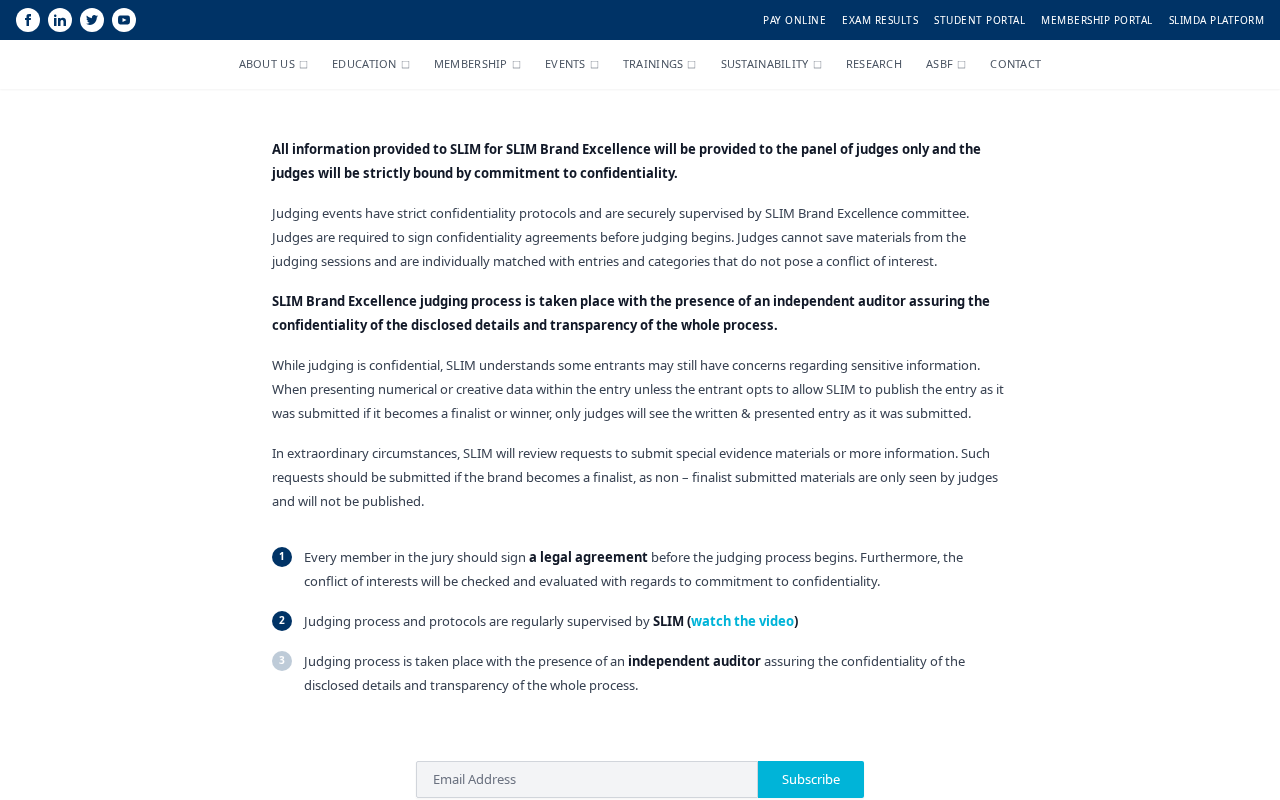 PAY ONLINE EXAM RESULTS STUDENT PORTAL MEMBERSHIP PORTAL SLIMDA PLATFORM
ABOUT US EDUCATION MEMBERSHIP EVENTS TRAININGS SUSTAINABILITY RESEARCH ASBF CONTACT
All information provided to SLIM for SLIM Brand Excellence will be provided to the panel of judges only and the
judges will be strictly bound by commitment to confidentiality.
Judging events have strict confidentiality protocols and are securely supervised by SLIM Brand Excellence committee.
Judges are required to sign confidentiality agreements before judging begins. Judges cannot save materials from the
judging sessions and are individually matched with entries and categories that do not pose a conflict of interest.
SLIM Brand Excellence judging process is taken place with the presence of an independent auditor assuring the
confidentiality of the disclosed details and transparency of the whole process.
While judging is confidential, SLIM understands some entrants may still have concerns regarding sensitive information.
When presenting numerical or creative data within the entry unless the entrant opts to allow SLIM to publish the entry as it
was submitted if it becomes a finalist or winner, only judges will see the written & presented entry as it was submitted.
In extraordinary circumstances, SLIM will review requests to submit special evidence materials or more information. Such
requests should be submitted if the brand becomes a finalist, as non – finalist submitted materials are only seen by judges
and will not be published.
1 Every member in the jury should sign a legal agreement before the judging process begins. Furthermore, the
conflict of interests will be checked and evaluated with regards to commitment to confidentiality.
2 Judging process and protocols are regularly supervised by SLIM (watch the video)
3 Judging process is taken place with the presence of an independent auditor assuring the confidentiality of the
disclosed details and transparency of the whole process.
Email Address Subscribe